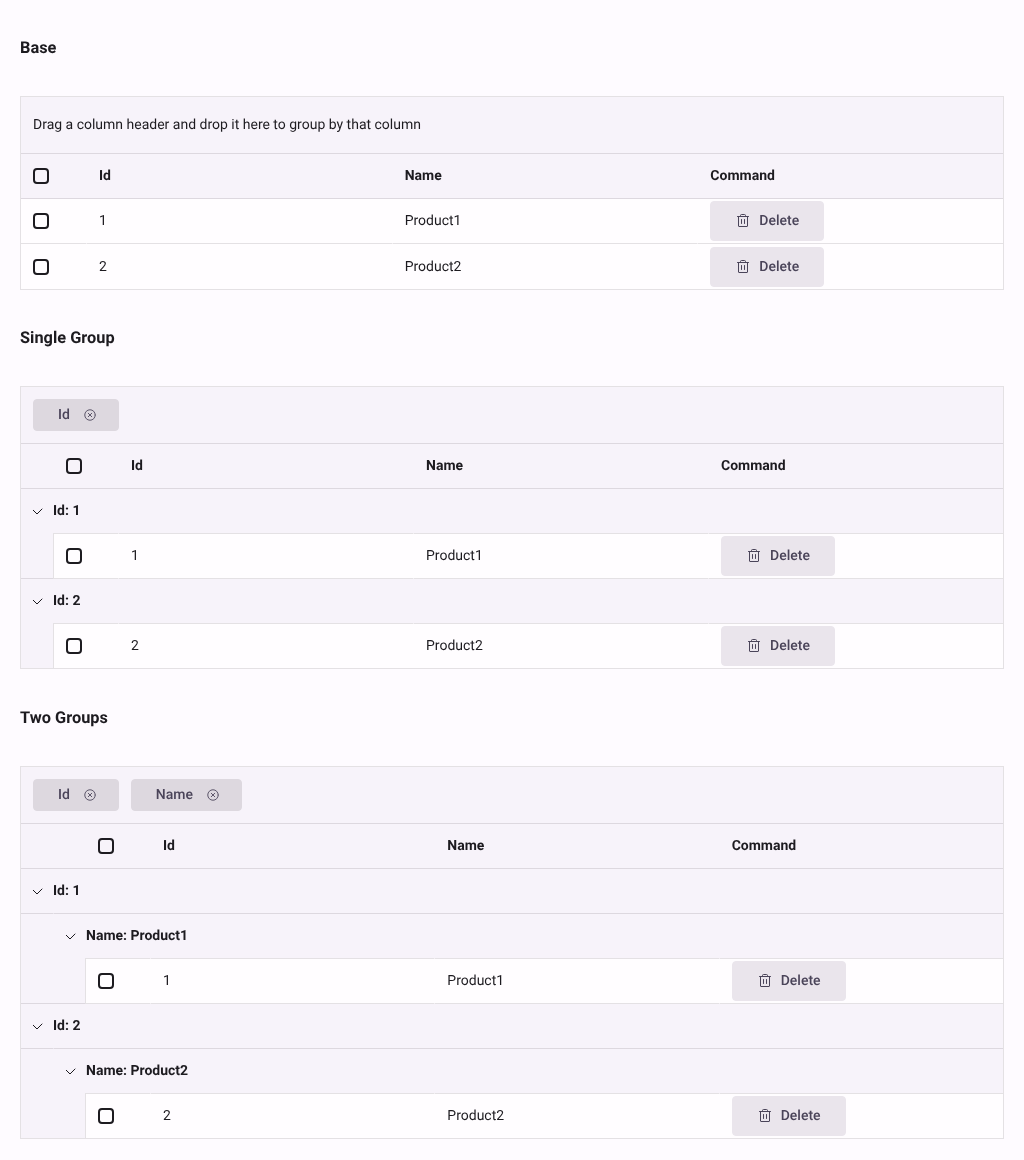 Base
Drag a column header and drop it here to group by that column
Id Name Command
1 Product1 Delete
2 Product2 Delete
Single Group
Id
Id Name Command
Id: 1
1 Product1 Delete
Id: 2
2 Product2 Delete
Two Groups
Id Name
Id Name Command
Id: 1
Name: Product1
1 Product1 Delete
Id: 2
Name: Product2
2 Product2 Delete